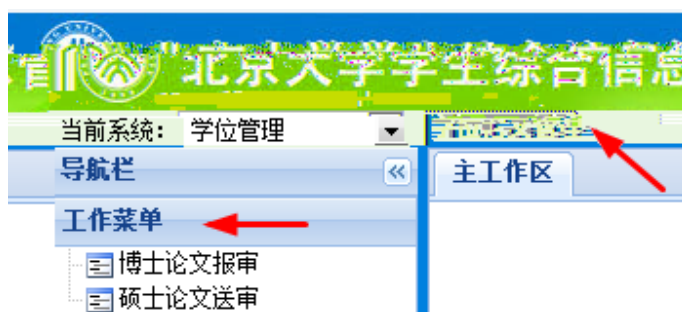 北京大学学生综合信息
当前系统： 学位管理
导航栏
主工作区
工作菜单
博士论文报审
硕士论文送审